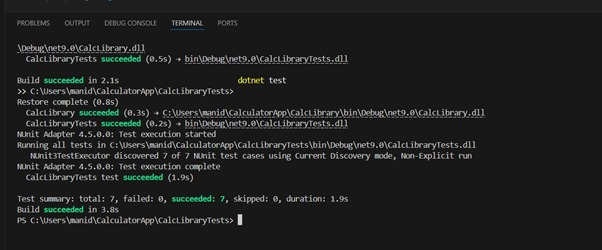 PROBLEMS OUTPUT DEBUG CONSOLE TERMINAL PORTS
\Debug\net9.0\CalcLibrary.dll
CalcLibraryTests succeeded (0.5s) → bin\Debug\net9.0\CalcLibraryTests.dll
Build succeeded in 2.1s dotnet test
>> C:\Users\manid\CalculatorApp\CalcLibraryTests>
Restore complete (0.8s)
CalcLibrary succeeded (0.3s) → C:\Users\manid\CalculatorApp\CalcLibrary\bin\Debug\net9.0\CalcLibrary.dll
CalcLibraryTests succeeded (0.2s) → bin\Debug\net9.0\CalcLibraryTests.dll
NUnit Adapter 4.5.0.0: Test execution started
Running all tests in C:\Users\manid\CalculatorApp\CalcLibraryTests\bin\Debug\net9.0\CalcLibraryTests.dll
NUnit3TestExecutor discovered 7 of 7 NUnit test cases using Current Discovery mode, Non-Explicit run
NUnit Adapter 4.5.0.0: Test execution complete
CalcLibraryTests test succeeded (1.9s)
Test summary: total: 7, failed: 0, succeeded: 7, skipped: 0, duration: 1.9s
Build succeeded in 3.8s
PS C:\Users\manid\CalculatorApp\CalcLibraryTests>